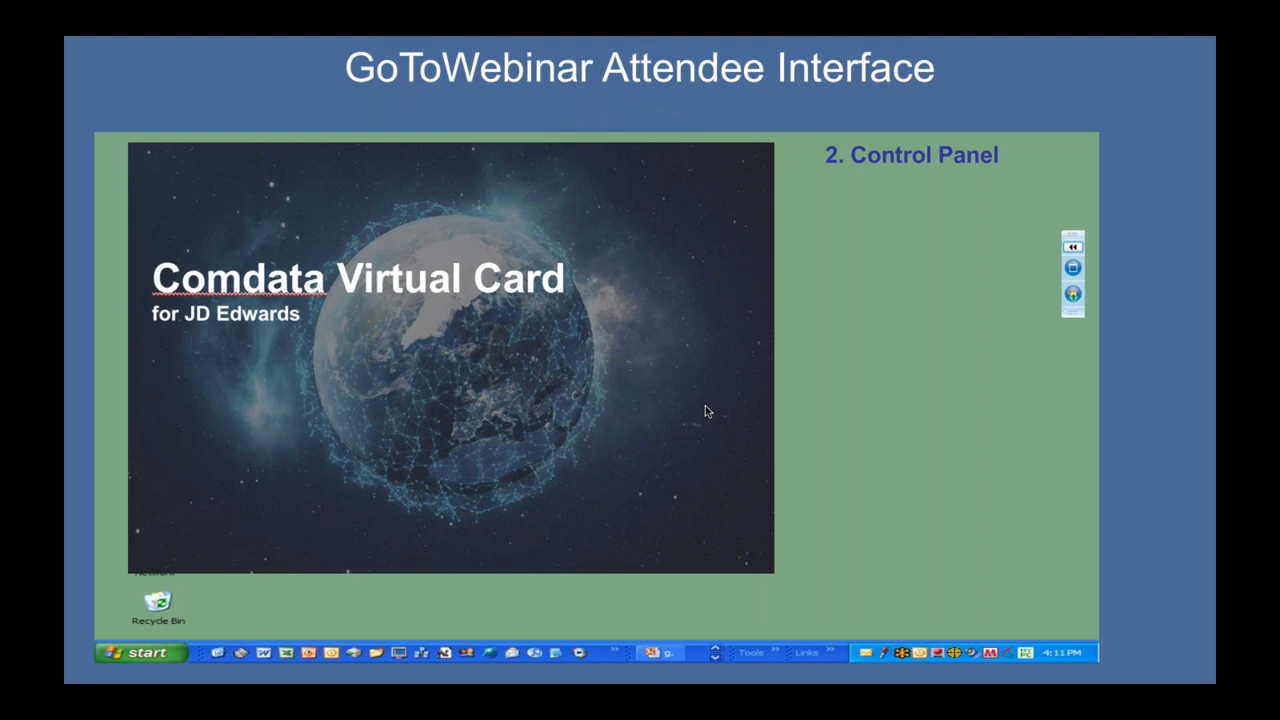 GoToWebinar Attendee Interface
2. Control Panel
Comdata Virtual Card
for JD Edwards
Recycle Bin
start
g.
Tools
Links
4:11 PM